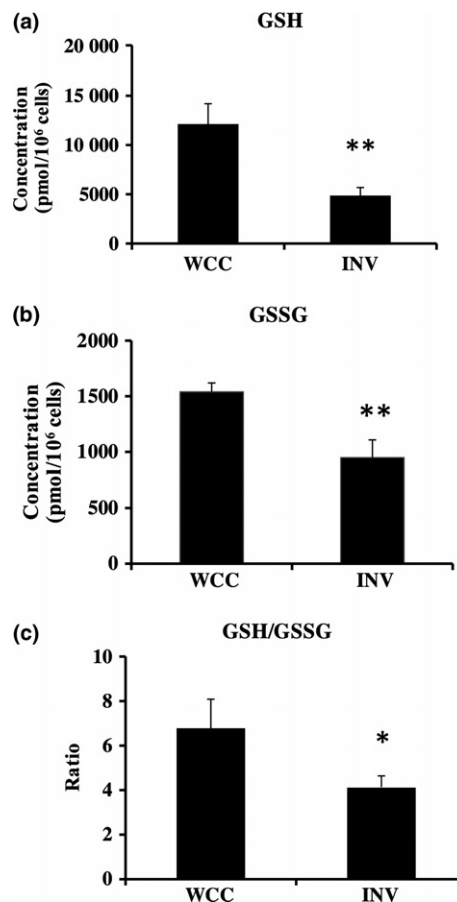 (a)
GSH
Concentration
(pmol/10⁶ cells)
20 000
15 000
10 000
5000
0
**
WCC
INV
(b)
GSSG
Concentration
(pmol/10⁶ cells)
2000
1500
1000
500
0
**
WCC
INV
(c)
GSH/GSSG
Ratio
10
8
6
4
2
0
*
WCC
INV